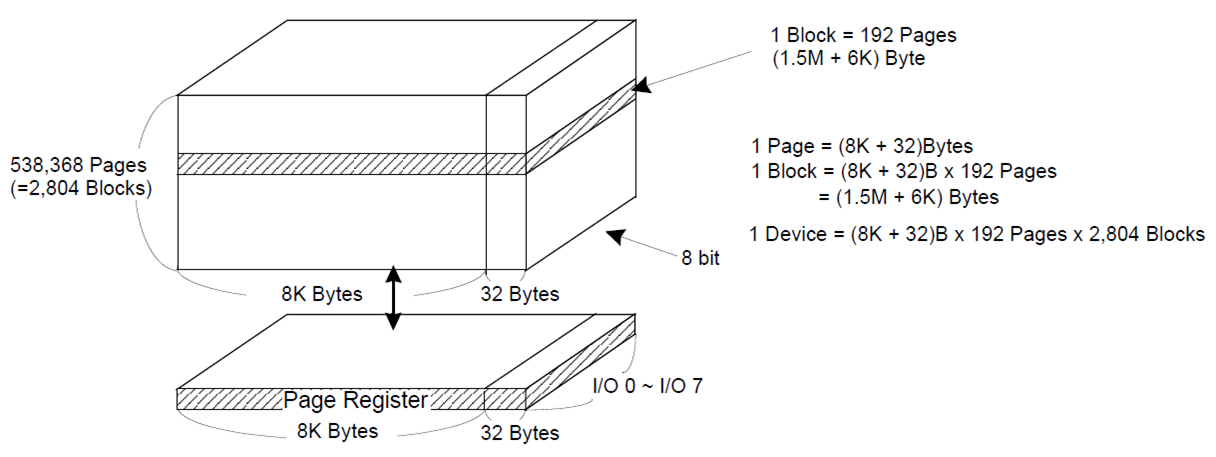 1 Block = 192 Pages
(1.5M + 6K) Byte
538,368 Pages
(=2,804 Blocks)
1 Page = (8K + 32)Bytes
1 Block = (8K + 32)B x 192 Pages
= (1.5M + 6K) Bytes
1 Device = (8K + 32)B x 192 Pages x 2,804 Blocks
8 bit
8K Bytes
32 Bytes
I/O 0 ~ I/O 7
Page Register
8K Bytes
32 Bytes